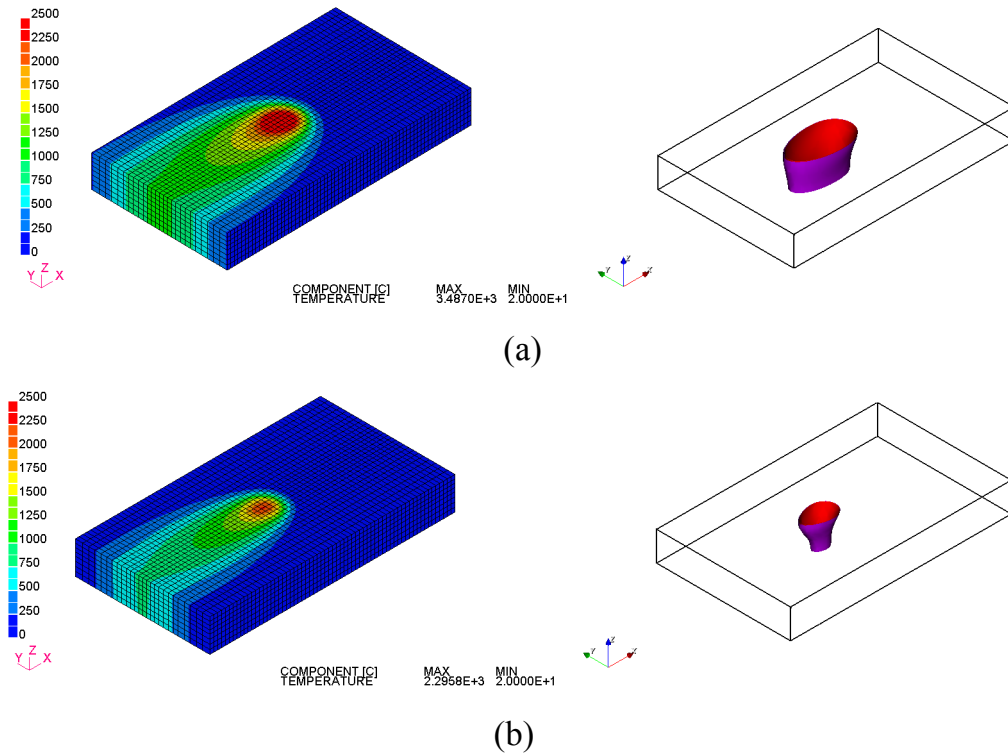 2500
2250
2000
1750
1500
1250
1000
750
500
250
0
Y Z X
Y Z X
COMPONENT [C] MAX MIN
TEMPERATURE 3.4870E+3 2.0000E+1
(a)
2500
2250
2000
1750
1500
1250
1000
750
500
250
0
Y Z X
Y Z X
COMPONENT [C] MAX MIN
TEMPERATURE 2.2958E+3 2.0000E+1
(b)